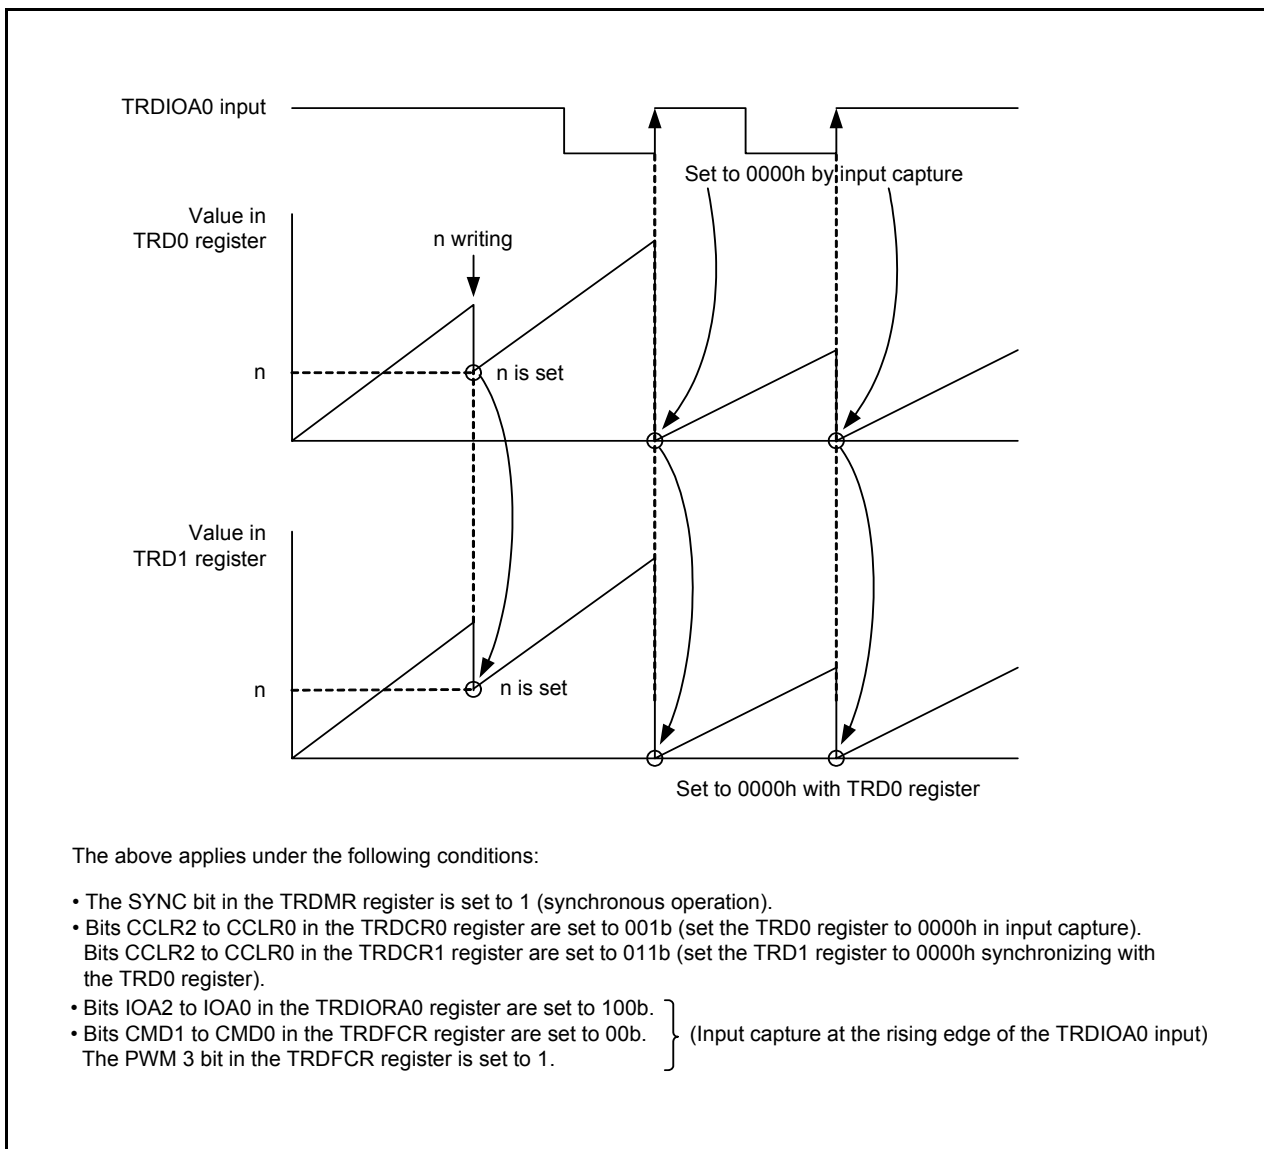 TRDIOA0 input
Set to 0000h by input capture
Value in
TRD0 register
n writing
n
n is set
Value in
TRD1 register
n
n is set
Set to 0000h with TRD0 register
The above applies under the following conditions:
• The SYNC bit in the TRDMR register is set to 1 (synchronous operation).
• Bits CCLR2 to CCLR0 in the TRDCR0 register are set to 001b (set the TRD0 register to 0000h in input capture).
Bits CCLR2 to CCLR0 in the TRDCR1 register are set to 011b (set the TRD1 register to 0000h synchronizing with
the TRD0 register).
• Bits IOA2 to IOA0 in the TRDIORA0 register are set to 100b.
• Bits CMD1 to CMD0 in the TRDFCR register are set to 00b.
The PWM 3 bit in the TRDFCR register is set to 1.
(Input capture at the rising edge of the TRDIOA0 input)